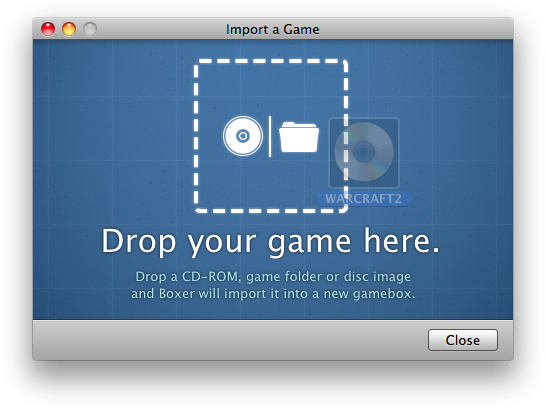 Import a Game
WARCRAFT2
Drop your game here.
Drop a CD-ROM, game folder or disc image
and Boxer will import it into a new gamebox.
Close